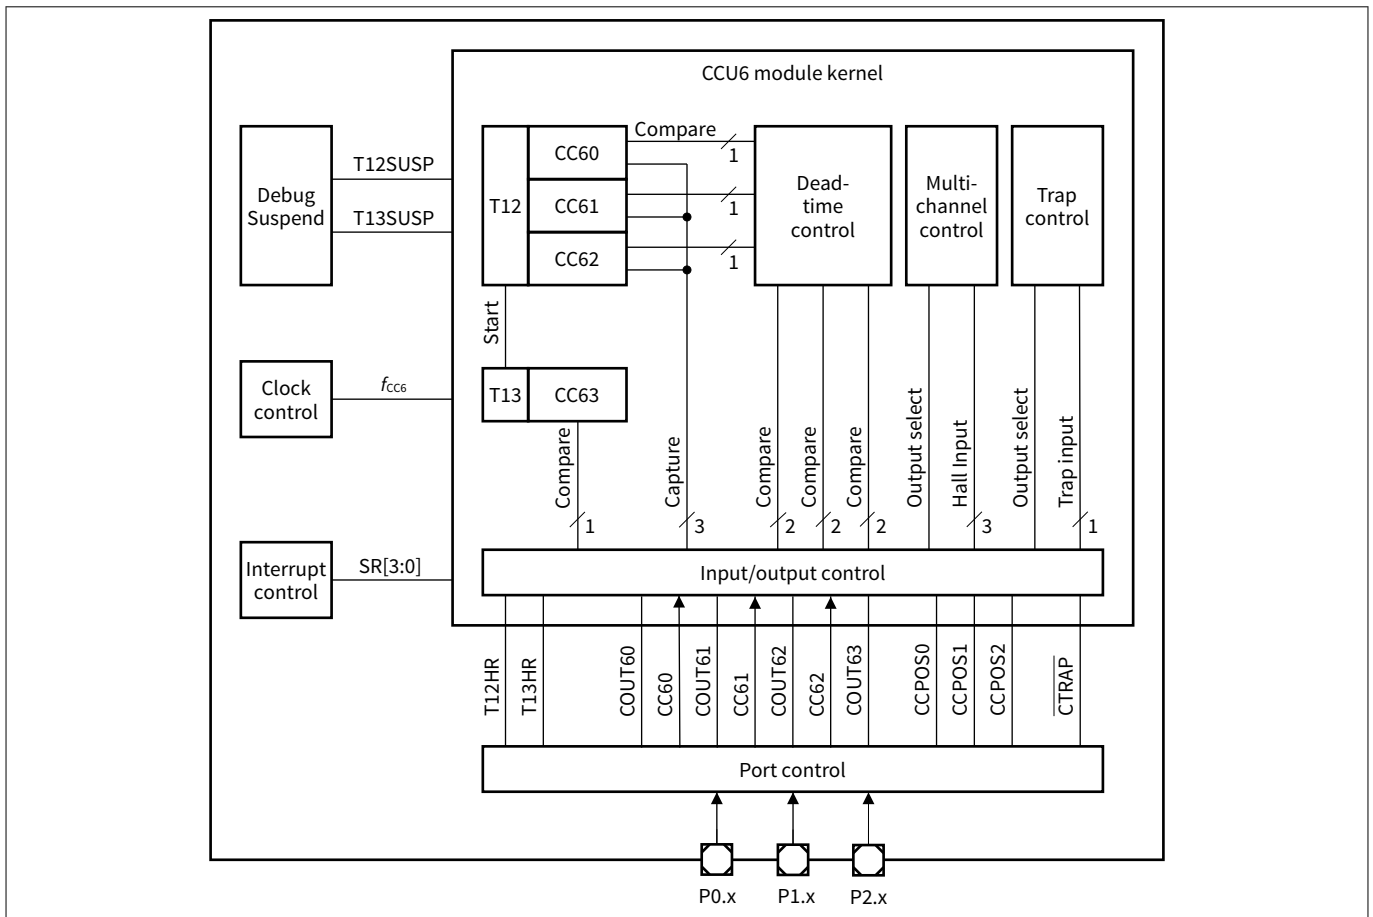 CCU6 module kernel
Debug
Suspend
T12SUSP
T13SUSP
T12
CC60
CC61
CC62
Compare
1
1
1
Dead-
time
control
Multi-
channel
control
Trap
control
Start
Clock
control
fCC6
T13
CC63
Compare
1
Capture
3
Compare
2
Compare
2
Compare
2
Output select
Hall Input
3
Output select
Trap input
1
Interrupt
control
SR[3:0]
Input/output control
T12HR
T13HR
COUT60
CC60
COUT61
CC61
COUT62
CC62
COUT63
CCPOS0
CCPOS1
CCPOS2
CTRAP
Port control
P0.x
P1.x
P2.x